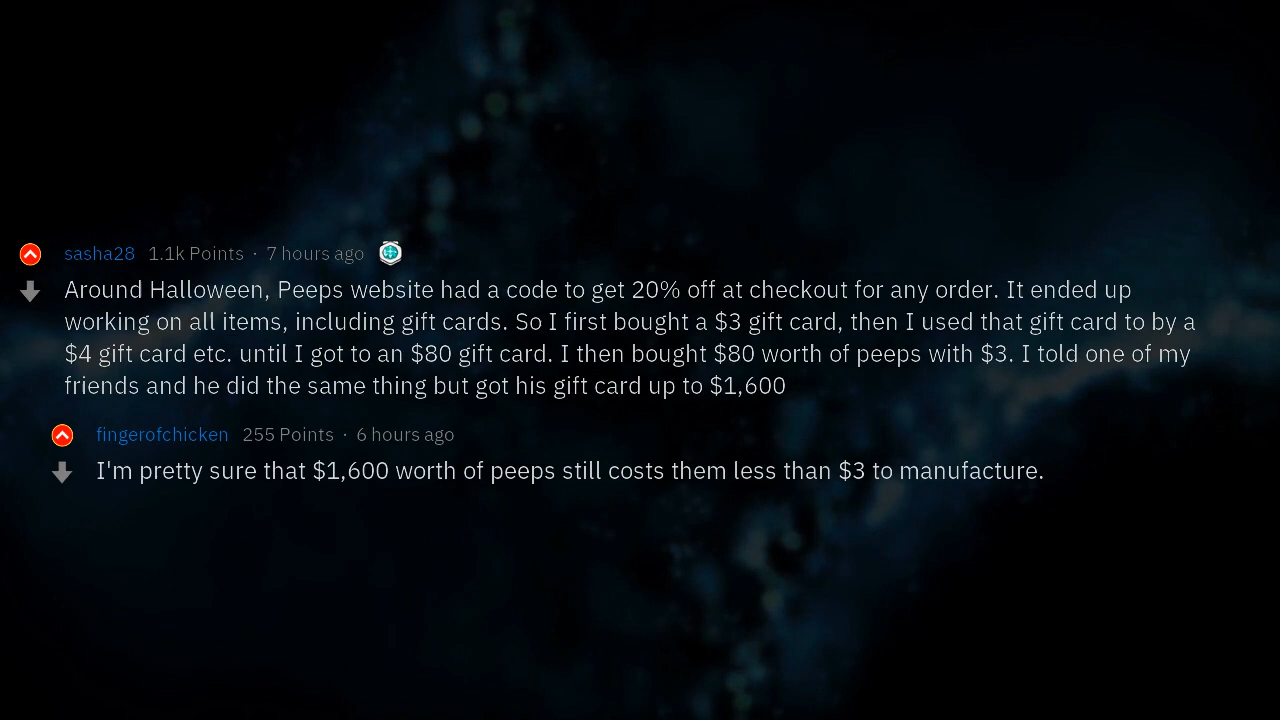 sasha28 1.1k Points · 7 hours ago
Around Halloween, Peeps website had a code to get 20% off at checkout for any order. It ended up
working on all items, including gift cards. So I first bought a $3 gift card, then I used that gift card to by a
$4 gift card etc. until I got to an $80 gift card. I then bought $80 worth of peeps with $3. I told one of my
friends and he did the same thing but got his gift card up to $1,600
fingerofchicken 255 Points · 6 hours ago
I'm pretty sure that $1,600 worth of peeps still costs them less than $3 to manufacture.